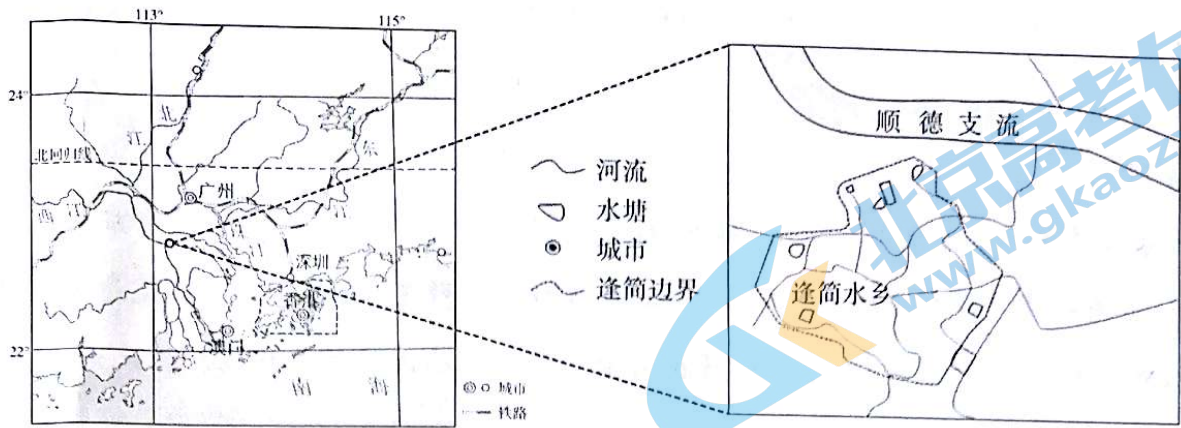 113°
115°
24°
22°
北
江
东
江
北回归线
广州
西江
深圳
香港
澳门
南海
城市
铁路
河流
水塘
城市
逢简边界
顺德支流
逢简水乡
北京高考在
www.gkaoz